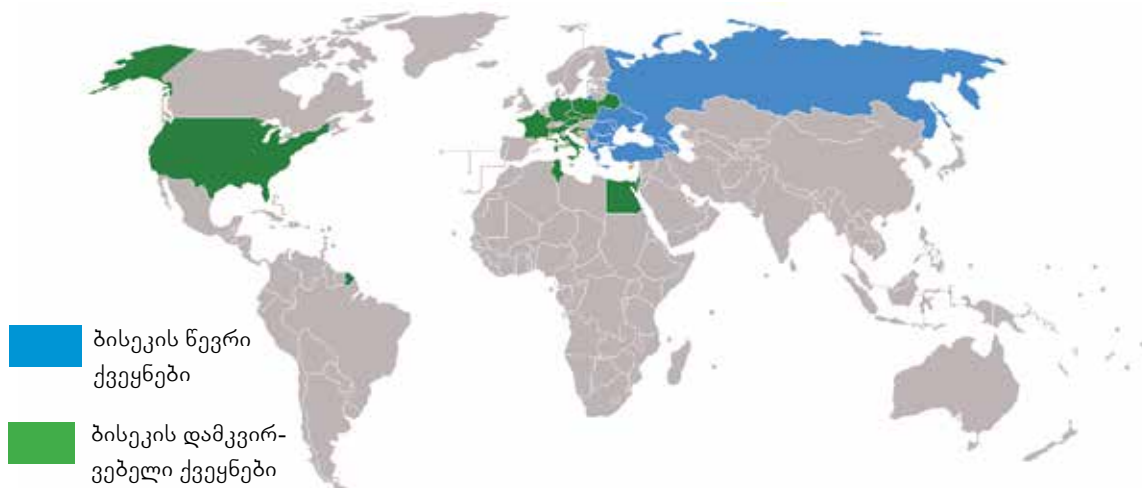 ბისეკის წევრი
ქვეყნები
ბისეკის დამკვირ-
ვებელი ქვეყნები